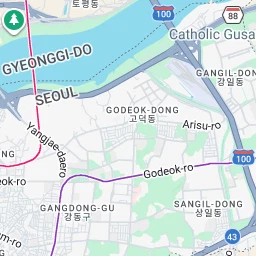 토평동
100
88
Catholic Gusa
GYEONGGI-DO
SEOUL
GANGIL-DONG
강일동
GODEOK-DONG
고덕동
Arisu-ro
Yangjae-daero
100
Godeok-ro
NG
GANGDONG-GU
강동구
SANGIL-DONG
상일동
43